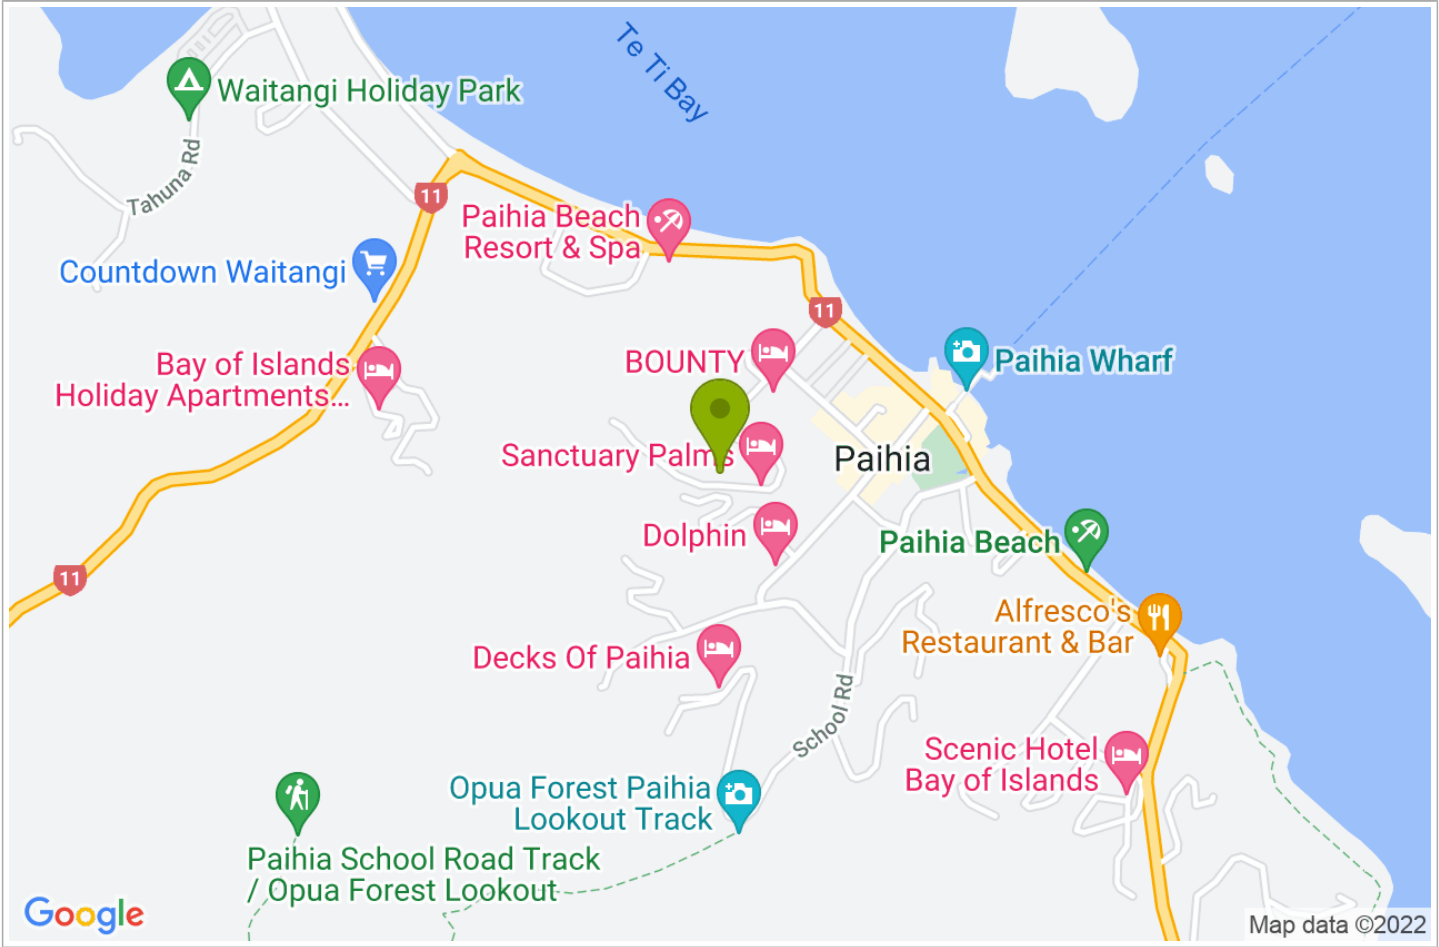 Te Ti Bay
Waitangi Holiday Park
Tahuna Rd
11
Paihia Beach
Resort & Spa
Countdown Waitangi
11
BOUNTY
Paihia Wharf
Bay of Islands
Holiday Apartments...
Sanctuary Palms
Paihia
Dolphin
Paihia Beach
11
Alfresco's
Restaurant & Bar
Decks Of Paihia
School Rd
Scenic Hotel
Bay of Islands
Opua Forest Paihia
Lookout Track
Paihia School Road Track
/ Opua Forest Lookout
Google
Map data ©2022